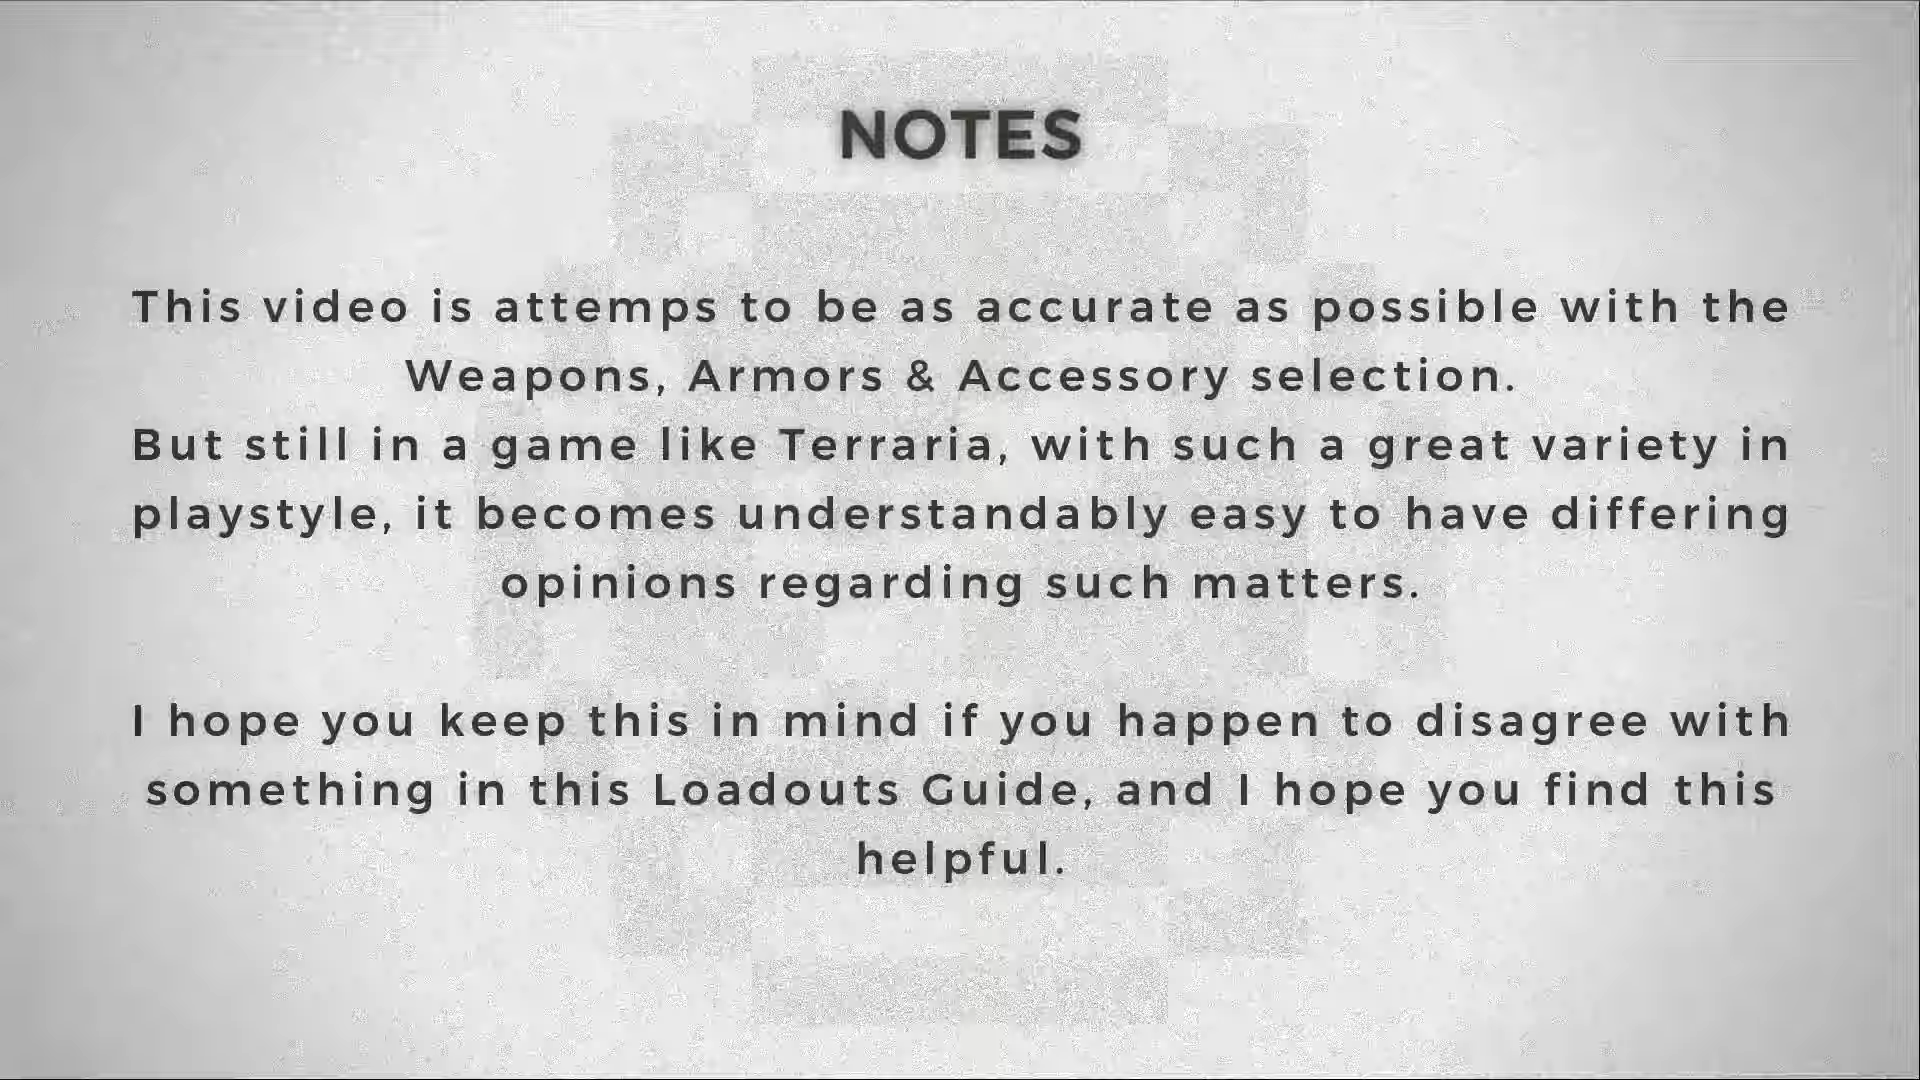 NOTES
This video is attemps to be as accurate as possible with the
Weapons, Armors & Accessory selection.
But still in a game like Terraria, with such a great variety in
playstyle, it becomes understandably easy to have differing
opinions regarding such matters.
I hope you keep this in mind if you happen to disagree with
something in this Loadouts Guide, and I hope you find this
helpful.